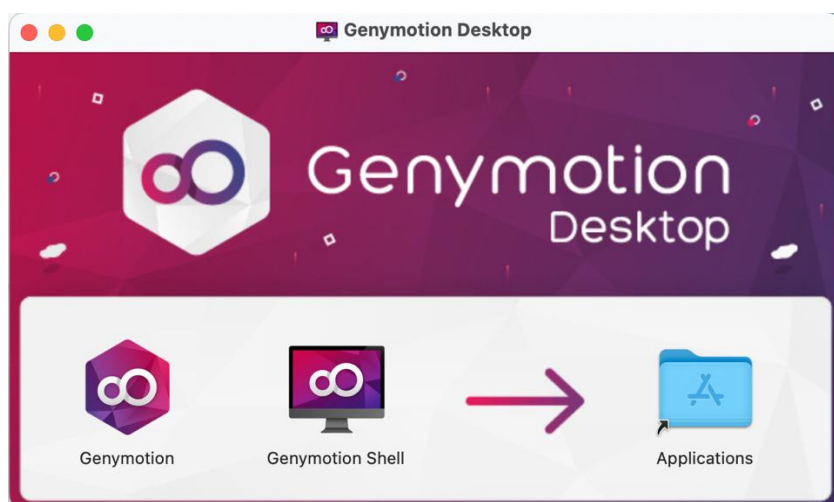 Genymotion Desktop
Genymotion
Desktop
Genymotion
Genymotion Shell
Applications